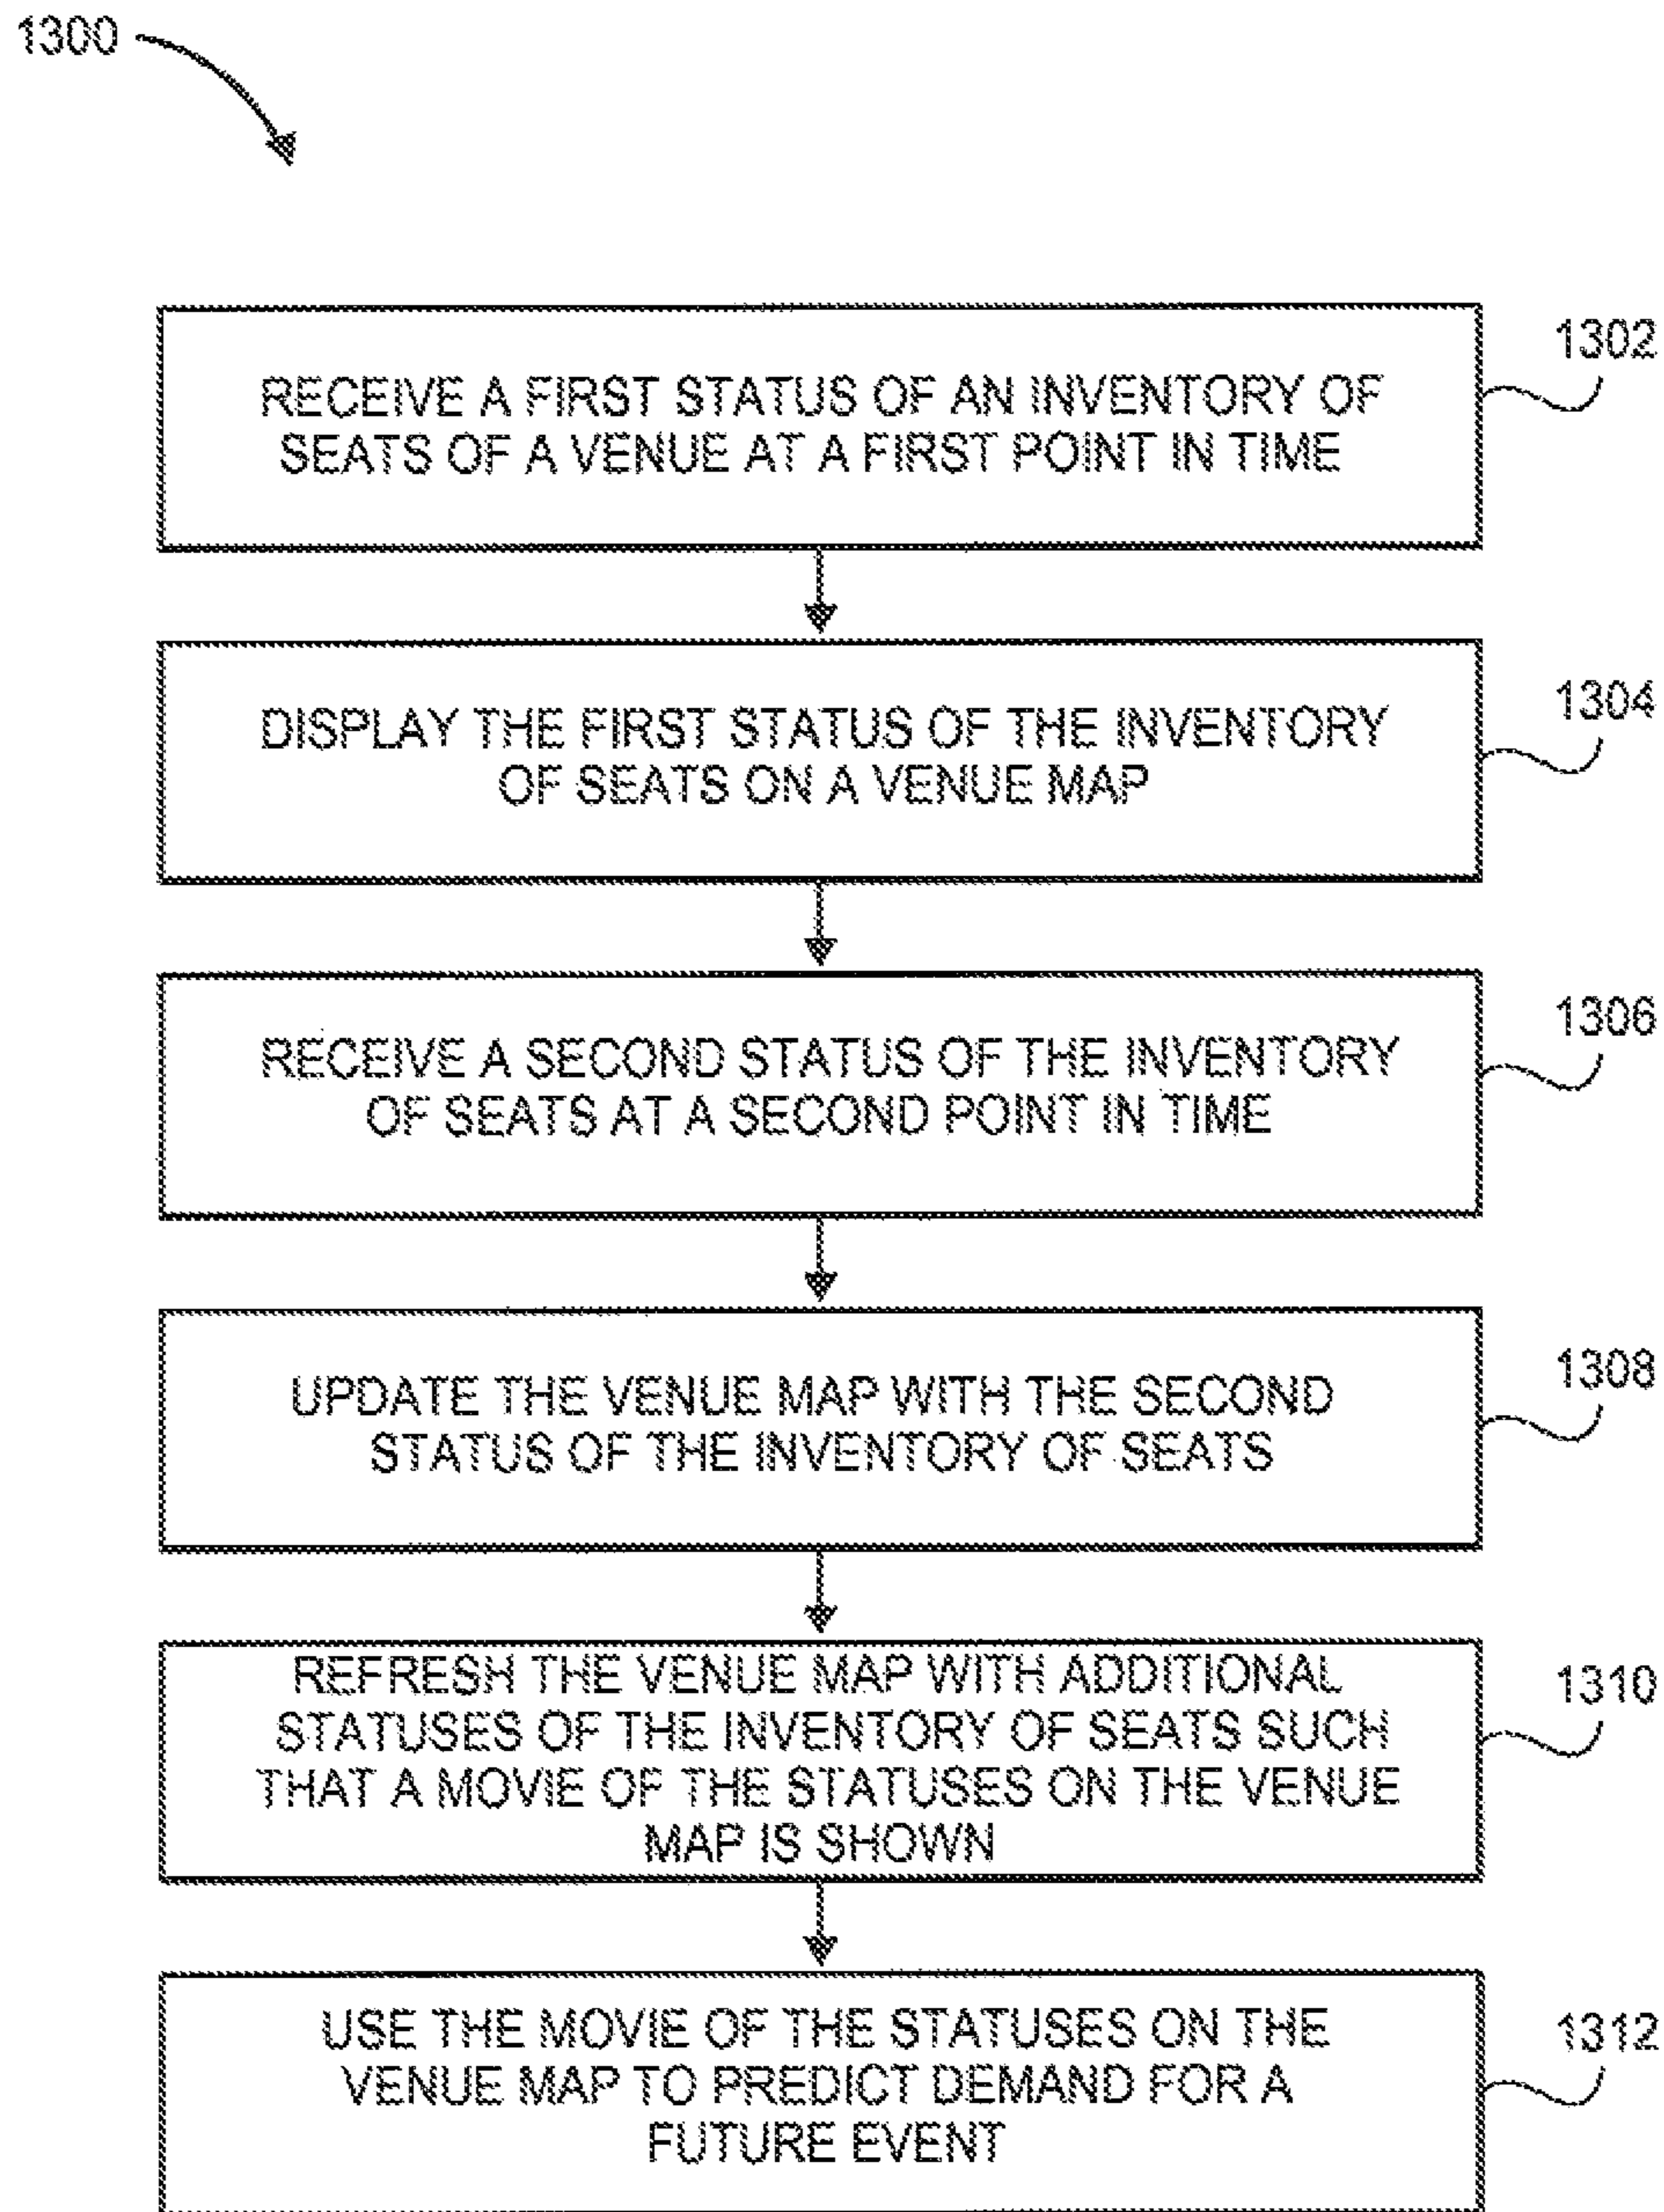 1300
RECEIVE A FIRST STATUS OF AN INVENTORY OF
SEATS OF A VENUE AT A FIRST POINT IN TIME
1302
DISPLAY THE FIRST STATUS OF THE INVENTORY
OF SEATS ON A VENUE MAP
1304
RECEIVE A SECOND STATUS OF THE INVENTORY
OF SEATS AT A SECOND POINT IN TIME
1306
UPDATE THE VENUE MAP WITH THE SECOND
STATUS OF THE INVENTORY OF SEATS
1308
REFRESH THE VENUE MAP WITH ADDITIONAL
STATUSES OF THE INVENTORY OF SEATS SUCH
THAT A MOVIE OF THE STATUSES ON THE VENUE
MAP IS SHOWN
1310
USE THE MOVIE OF THE STATUSES ON THE
VENUE MAP TO PREDICT DEMAND FOR A
FUTURE EVENT
1312